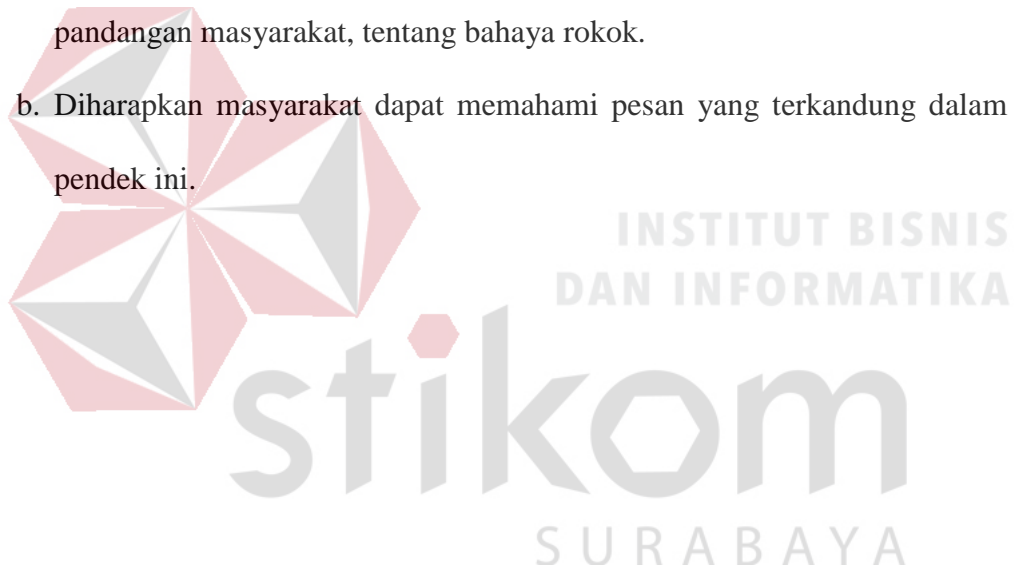 pandangan masyarakat, tentang bahaya rokok.
b. Diharapkan masyarakat dapat memahami pesan yang terkandung dalam
pendek ini.
INSTITUT BISNIS
DAN INFORMATIKA
stikom
SURABAYA